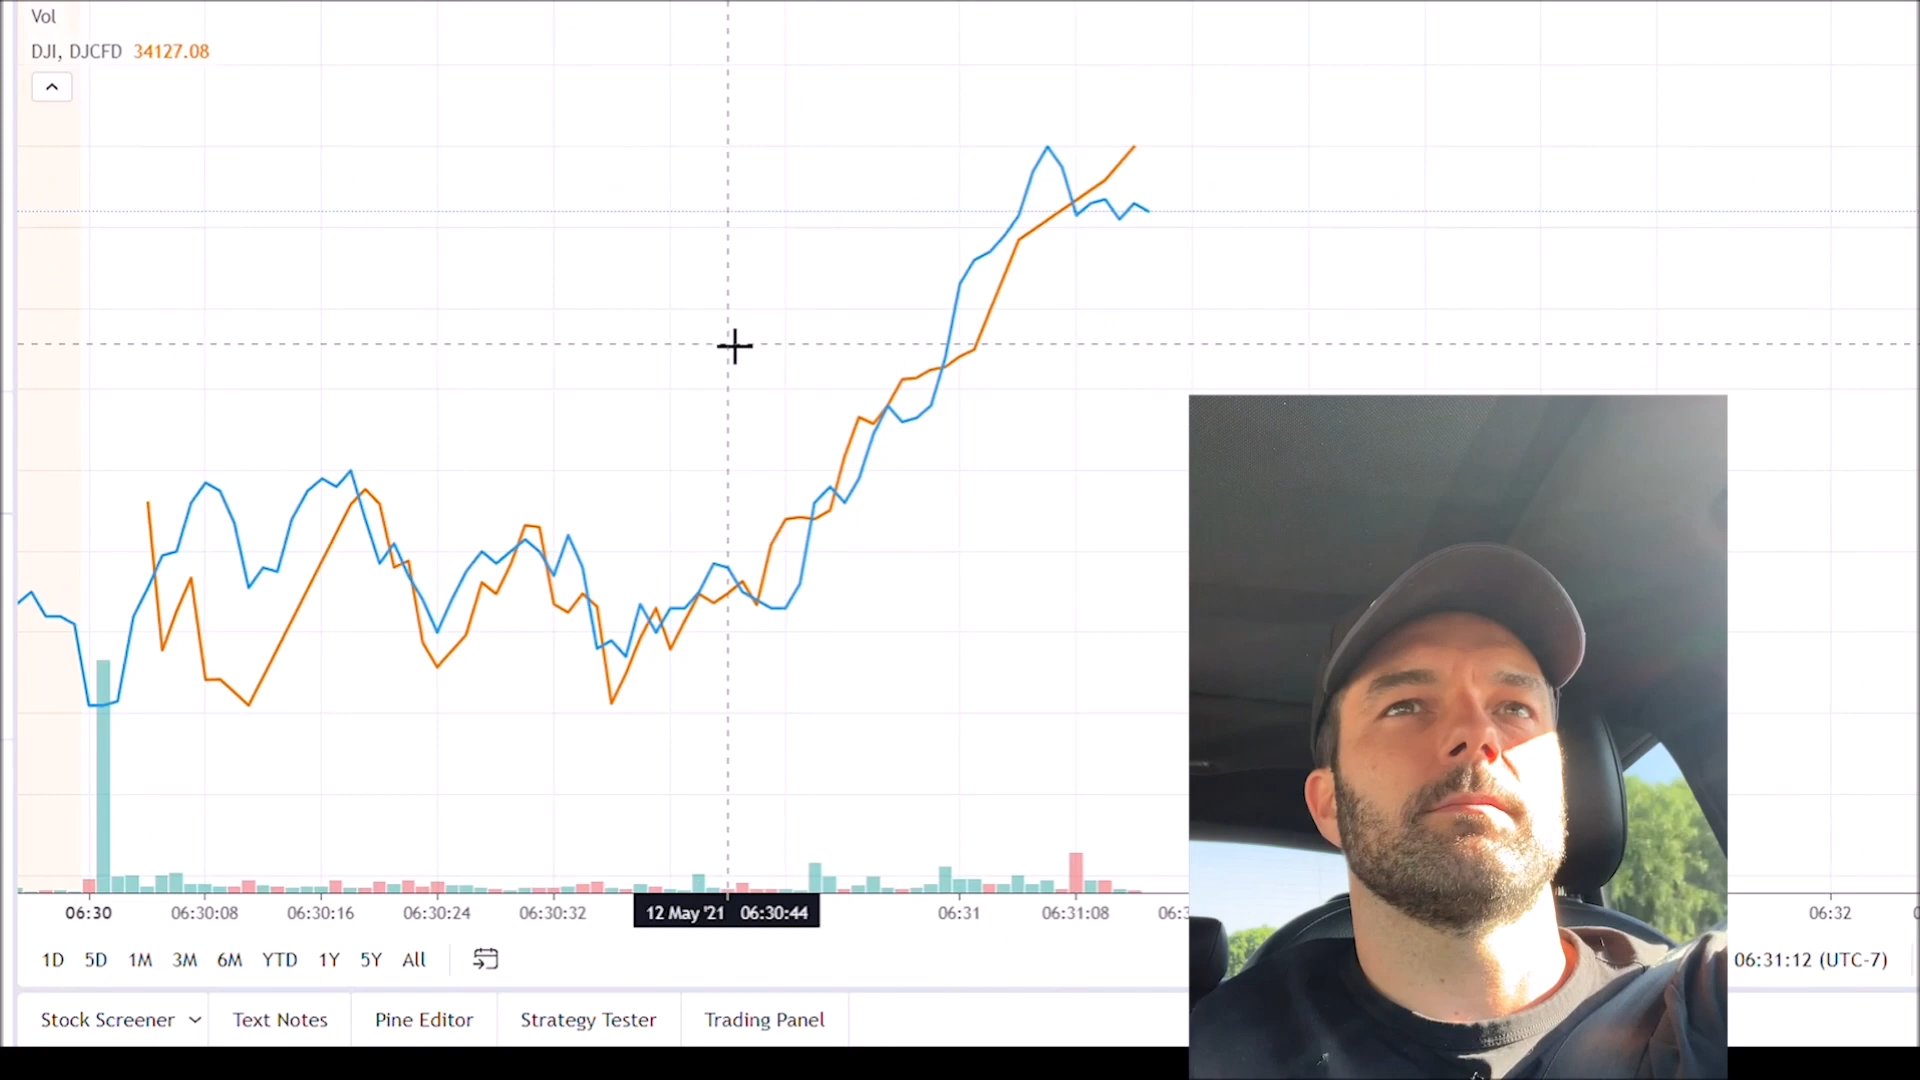 Vol
DJI, DJCFD 34127.08
06:30 06:30:08 06:30:16 06:30:24 06:30:32 12 May '21 06:30:44 06:31 06:31:08 06:32
1D 5D 1M 3M 6M YTD 1Y 5Y All 06:31:12 (UTC-7)
Stock Screener Text Notes Pine Editor Strategy Tester Trading Panel